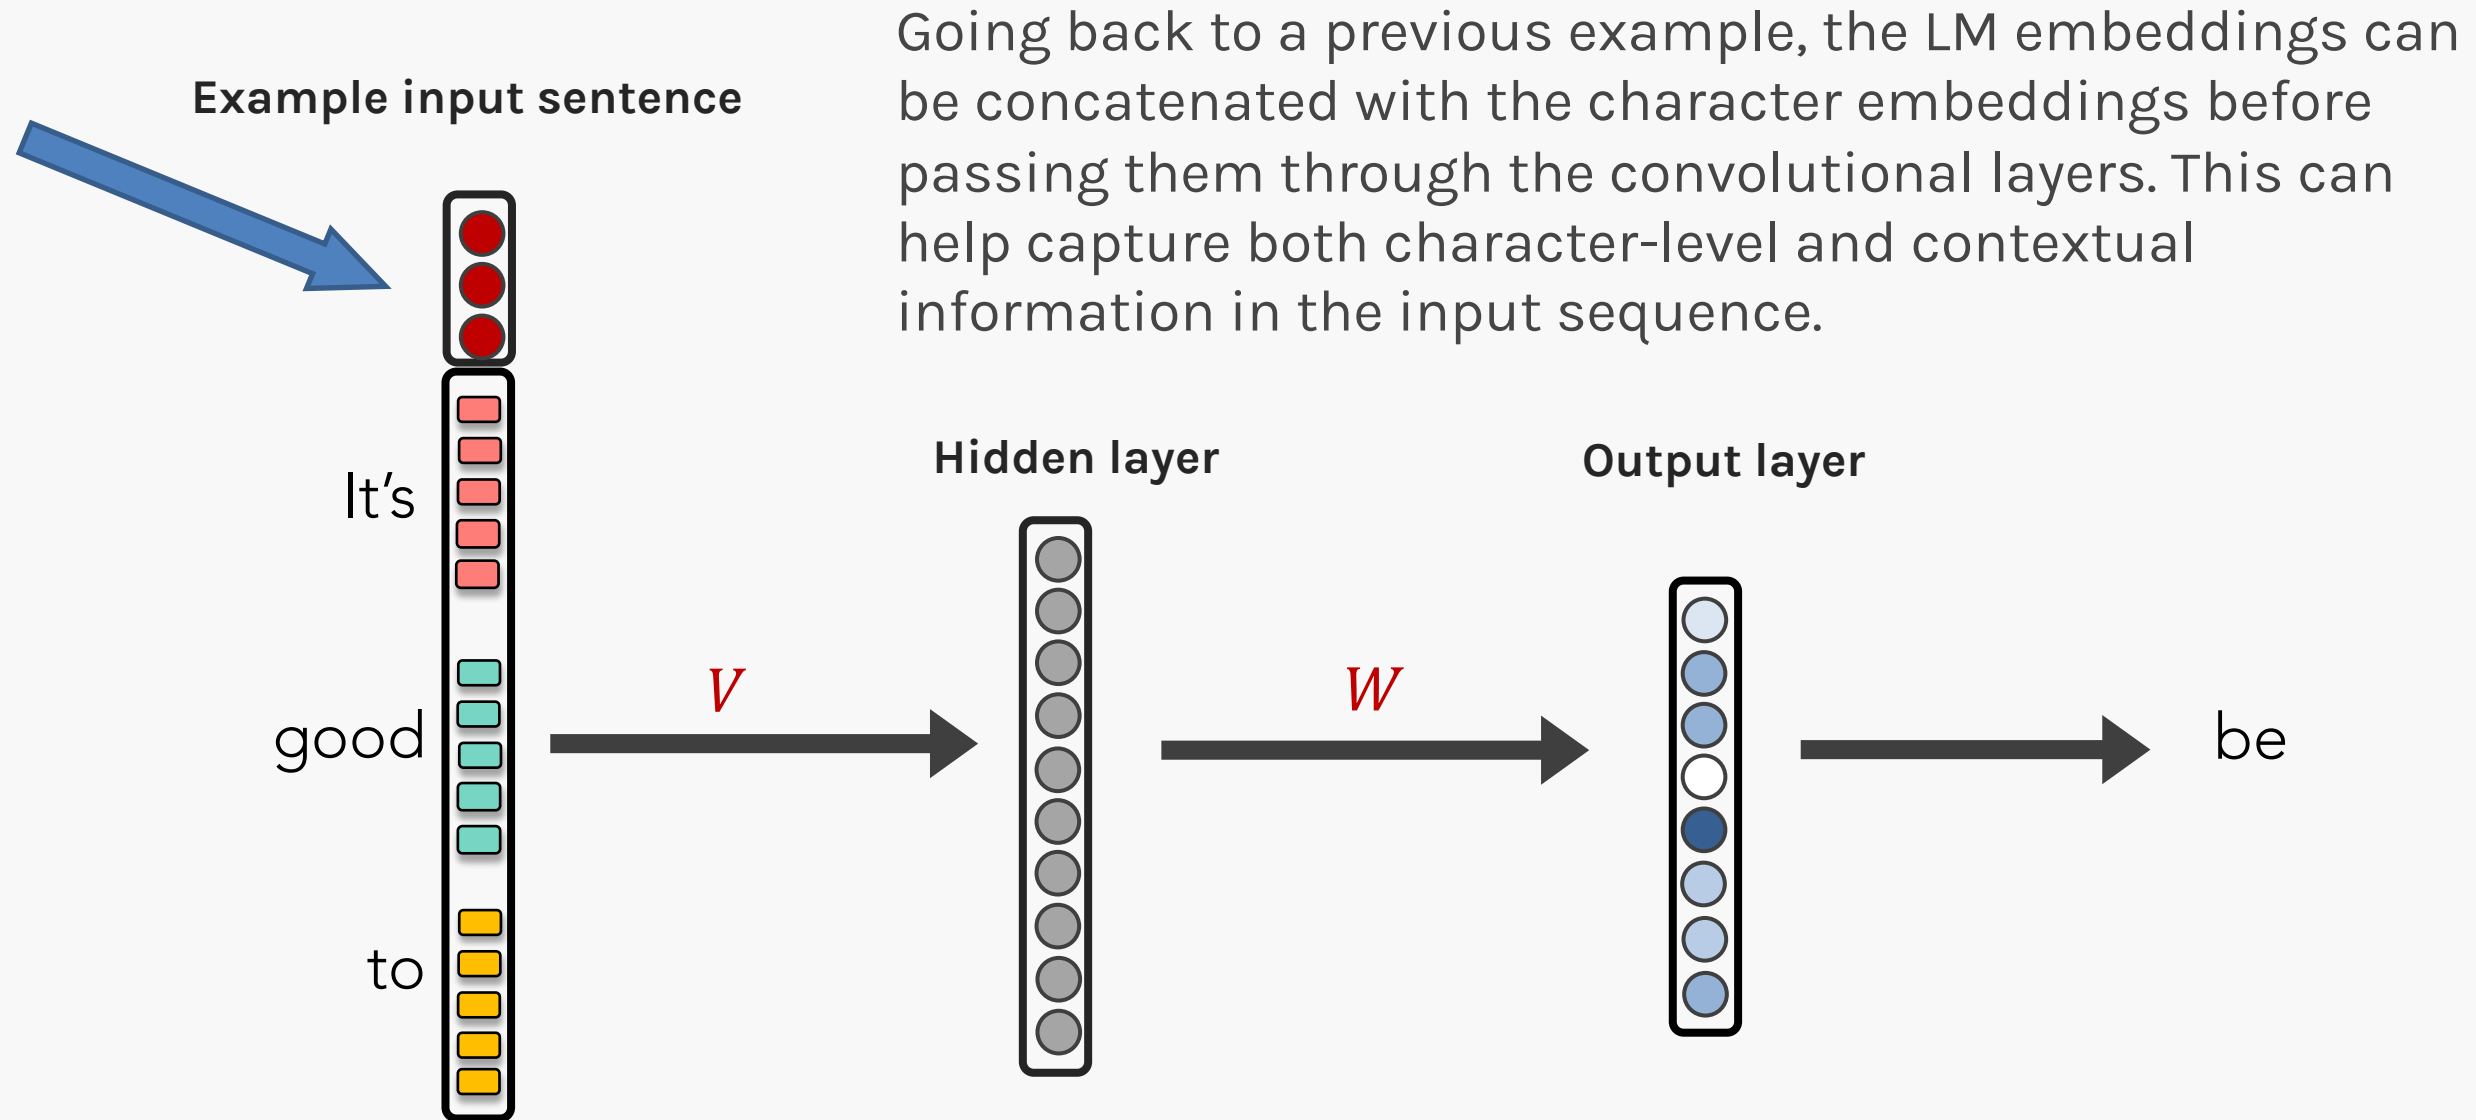 Going back to a previous example, the LM embeddings can
be concatenated with the character embeddings before
passing them through the convolutional layers. This can
help capture both character-level and contextual
information in the input sequence.
Example input sentence
It's
good
to
V
Hidden layer
W
Output layer
be